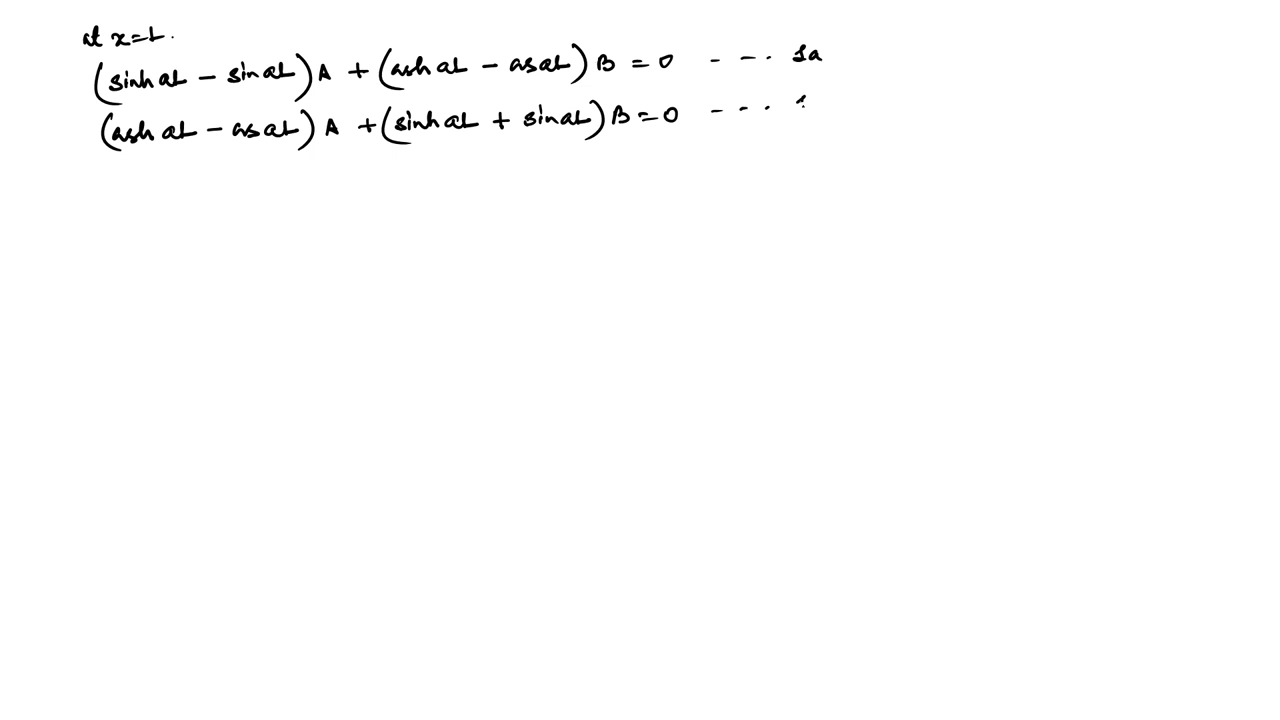 at x=L.
(sinh aL - sin aL) A + (cosh aL - cos aL) B = 0 - - . 1a
(cosh aL - cos aL) A + (sinh aL + sin aL) B = 0 - - .